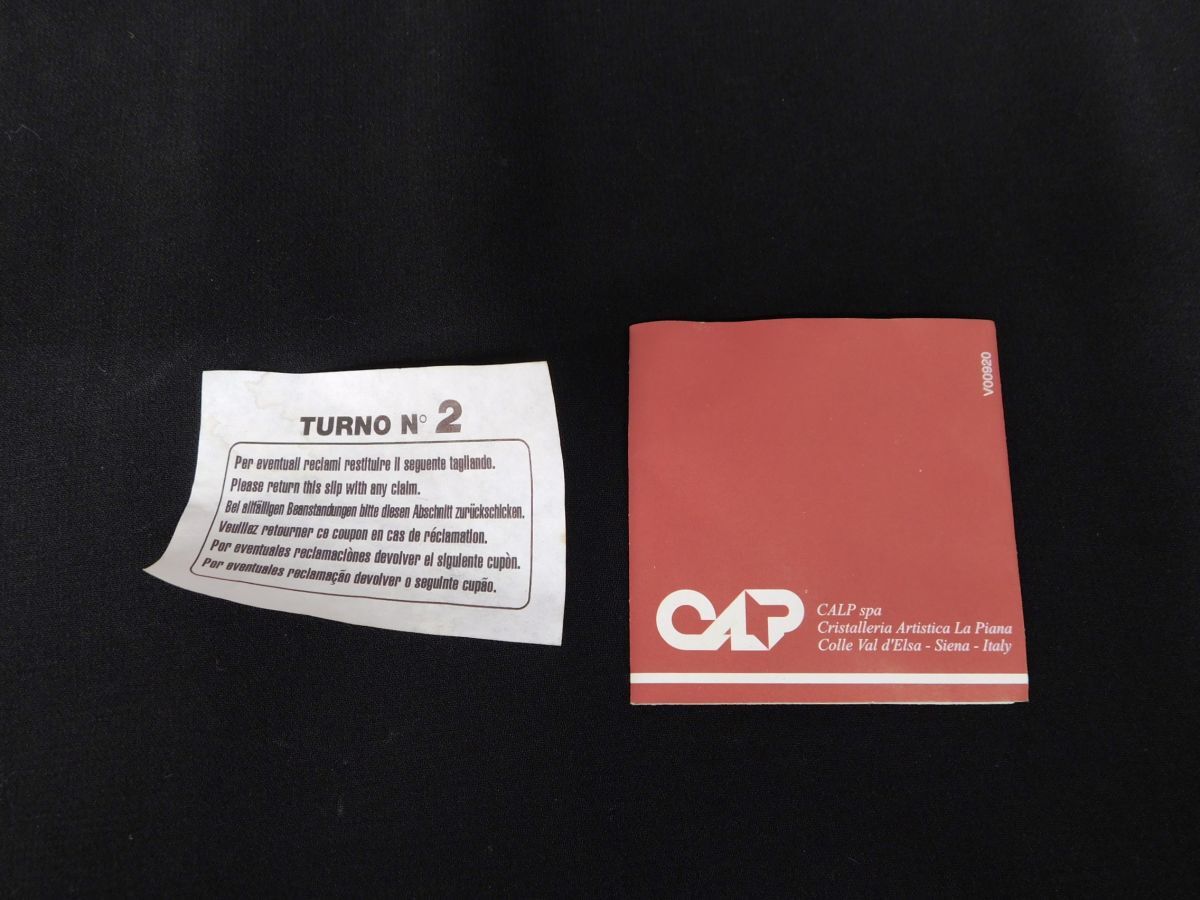 TURNO N° 2
Per eventuali reclami restituire il seguente tagliando.
Please return this slip with any claim.
Bei allfälligen Beanstandungen bitte diesen Abschnitt zurückschicken.
Veuillez retourner ce coupon en cas de réclamation.
Por eventuales reclamaciònes devolver el siguiente cupòn.
Por eventuales reclamação devolver o seguinte cupão.
V00920
CALP
CALP spa
Cristalleria Artistica La Piana
Colle Val d'Elsa - Siena - Italy